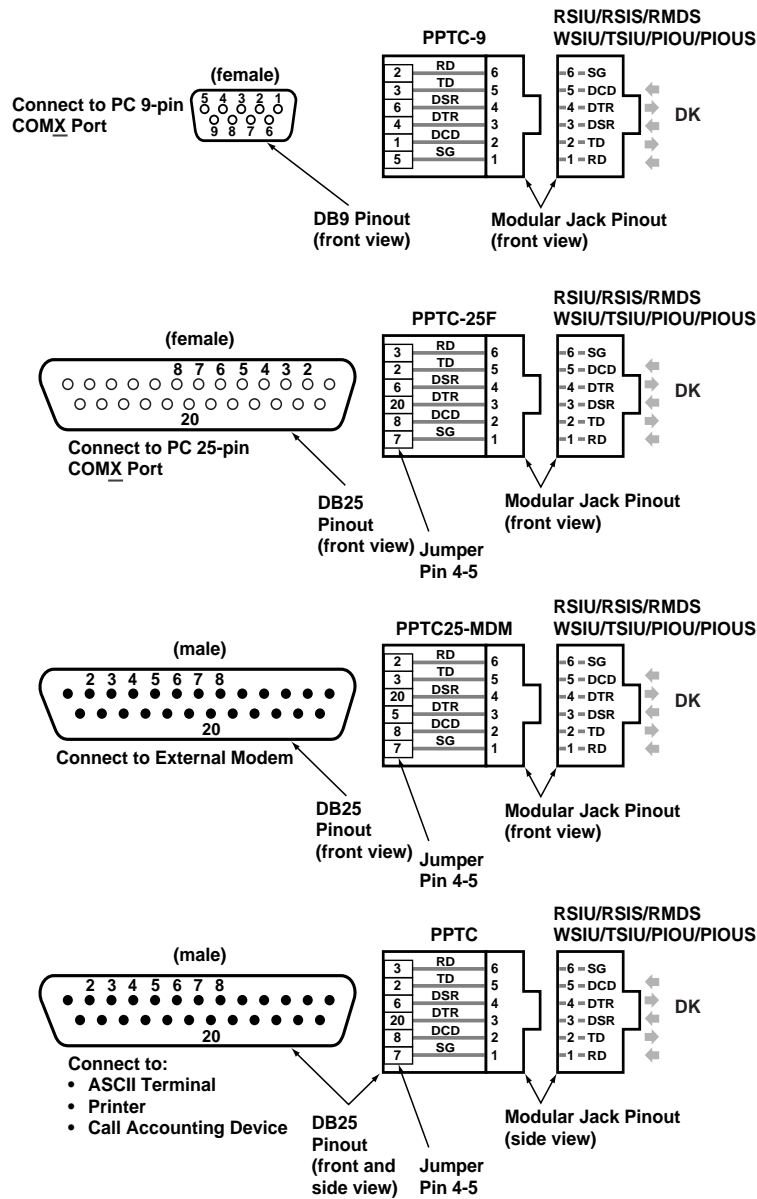 RSIU/RSIS/RMDS
WSIU/TSIU/PIOU/PIOUS
PPTC-9
(female)
Connect to PC 9-pin
COMX Port
5 4 3 2 1
9 8 7 6
2 RD 6
3 TD 5
6 DSR 4
4 DTR 3
1 DCD 2
5 SG 1
6 SG
5 DCD
4 DTR
3 DSR
2 TD
1 RD
DK
DB9 Pinout
(front view)
Modular Jack Pinout
(front view)
RSIU/RSIS/RMDS
WSIU/TSIU/PIOU/PIOUS
PPTC-25F
(female)
8 7 6 5 4 3 2
20
Connect to PC 25-pin
COMX Port
3 RD 6
2 TD 5
6 DSR 4
20 DTR 3
8 DCD 2
7 SG 1
6 SG
5 DCD
4 DTR
3 DSR
2 TD
1 RD
DK
DB25
Pinout
(front view)
Jumper
Pin 4-5
Modular Jack Pinout
(front view)
RSIU/RSIS/RMDS
WSIU/TSIU/PIOU/PIOUS
PPTC25-MDM
(male)
2 3 4 5 6 7 8
20
Connect to External Modem
2 RD 6
3 TD 5
20 DSR 4
5 DTR 3
8 DCD 2
7 SG 1
6 SG
5 DCD
4 DTR
3 DSR
2 TD
1 RD
DK
DB25
Pinout
(front view)
Jumper
Pin 4-5
Modular Jack Pinout
(front view)
RSIU/RSIS/RMDS
WSIU/TSIU/PIOU/PIOUS
PPTC
(male)
2 3 4 5 6 7 8
20
Connect to:
• ASCII Terminal
• Printer
• Call Accounting Device
3 RD 6
2 TD 5
6 DSR 4
20 DTR 3
8 DCD 2
7 SG 1
6 SG
5 DCD
4 DTR
3 DSR
2 TD
1 RD
DK
DB25
Pinout
(front and
side view)
Jumper
Pin 4-5
Modular Jack Pinout
(side view)